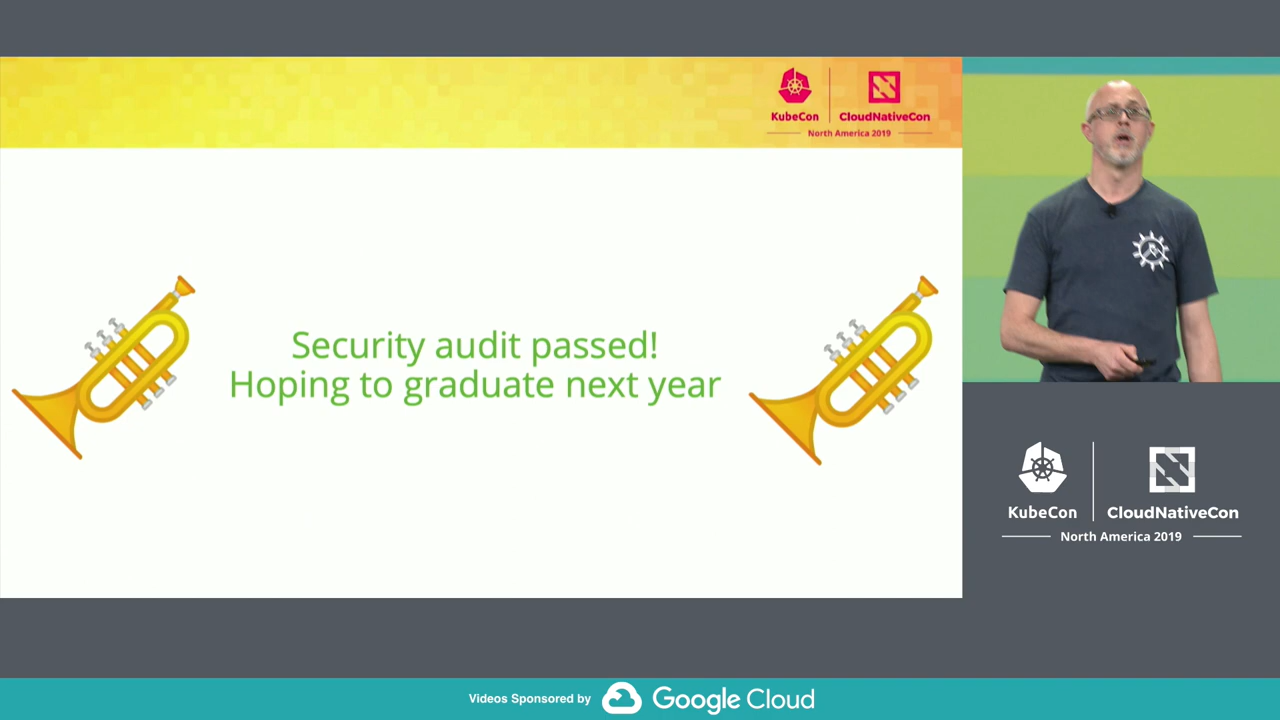 KubeCon
CloudNativeCon
North America 2019
Security audit passed!
Hoping to graduate next year
KubeCon
CloudNativeCon
North America 2019
Videos Sponsored by
Google Cloud